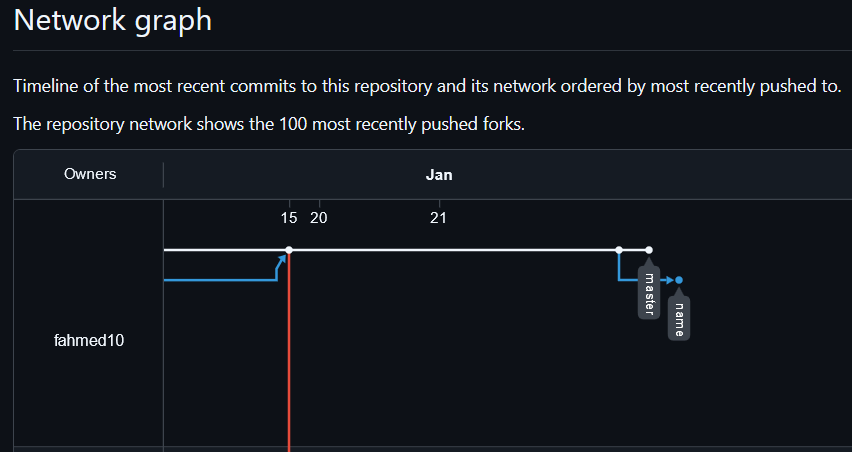 Network graph
Timeline of the most recent commits to this repository and its network ordered by most recently pushed to.
The repository network shows the 100 most recently pushed forks.
Owners
Jan
15 20 21
master
name
fahmed10